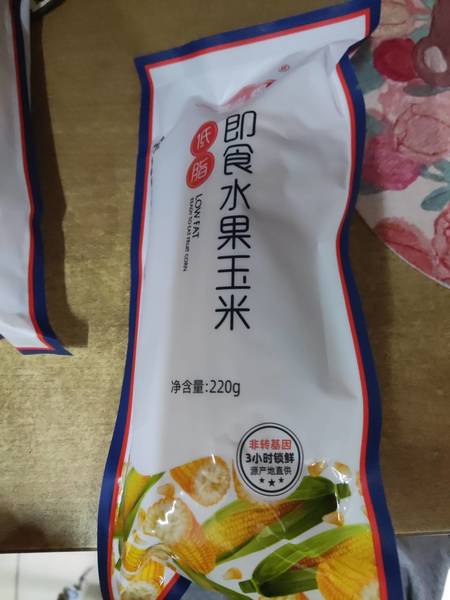 即食水果玉米
低脂
LOW FAT
READY TO EAT FRUIT CORN
净含量:220g
非转基因
3小时锁鲜
源产地直供